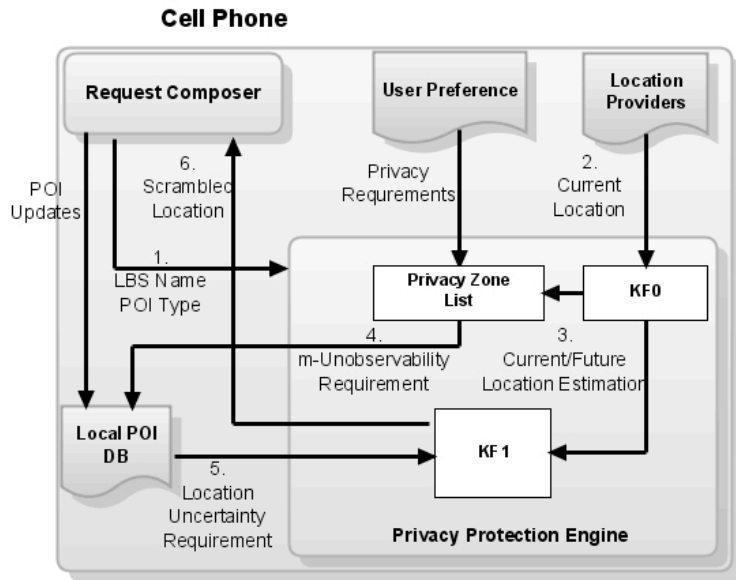 Cell Phone
Request Composer
User Preference
Location
Providers
POI
Updates
6.
Scrambled
Location
Privacy
Requrements
2.
Current
Location
1.
LBS Name
POI Type
Privacy Zone
List
KF0
4.
m-Unobservability
Requirement
3.
Current/Future
Location Estimation
Local POI
DB
KF1
5.
Location
Uncertainty
Requirement
Privacy Protection Engine